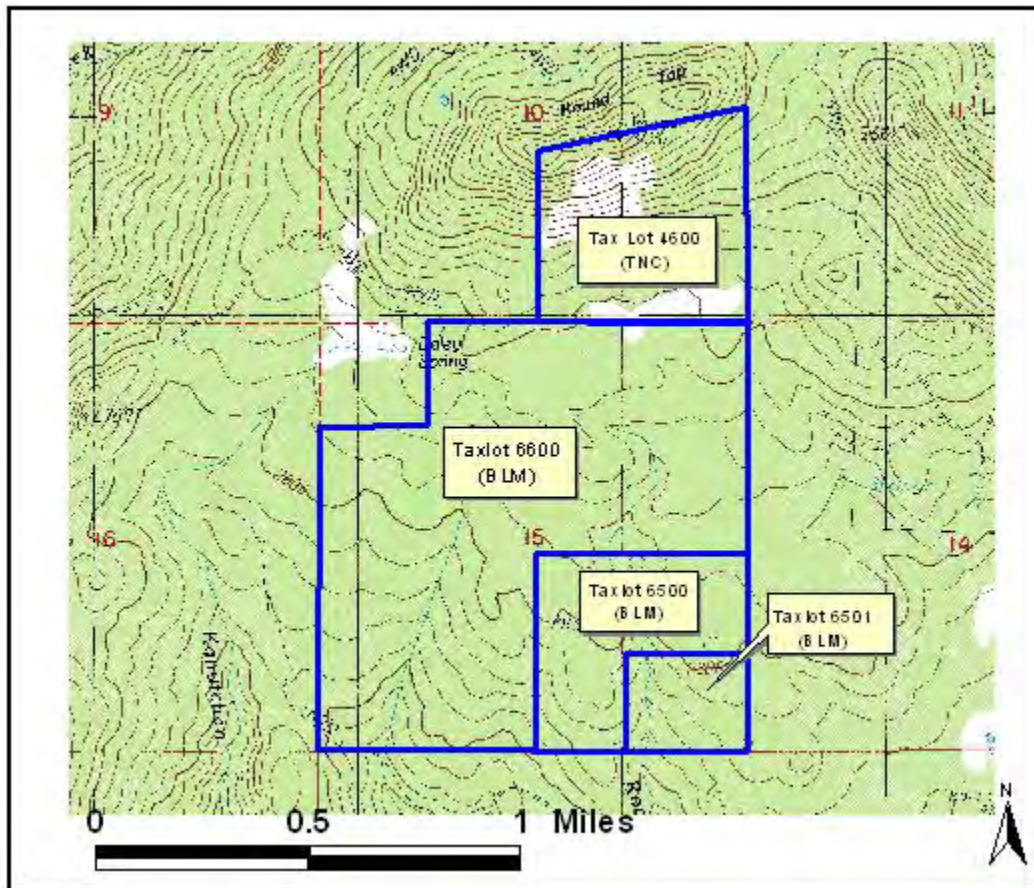 9
10
11
Round Top
Tax Lot 4600
(TNC)
Daley
Spring
Taxlot 6600
(BLM)
16
15
14
Taxlot 6500
(BLM)
Taxlot 6501
(BLM)
0 0.5 1 Miles
N